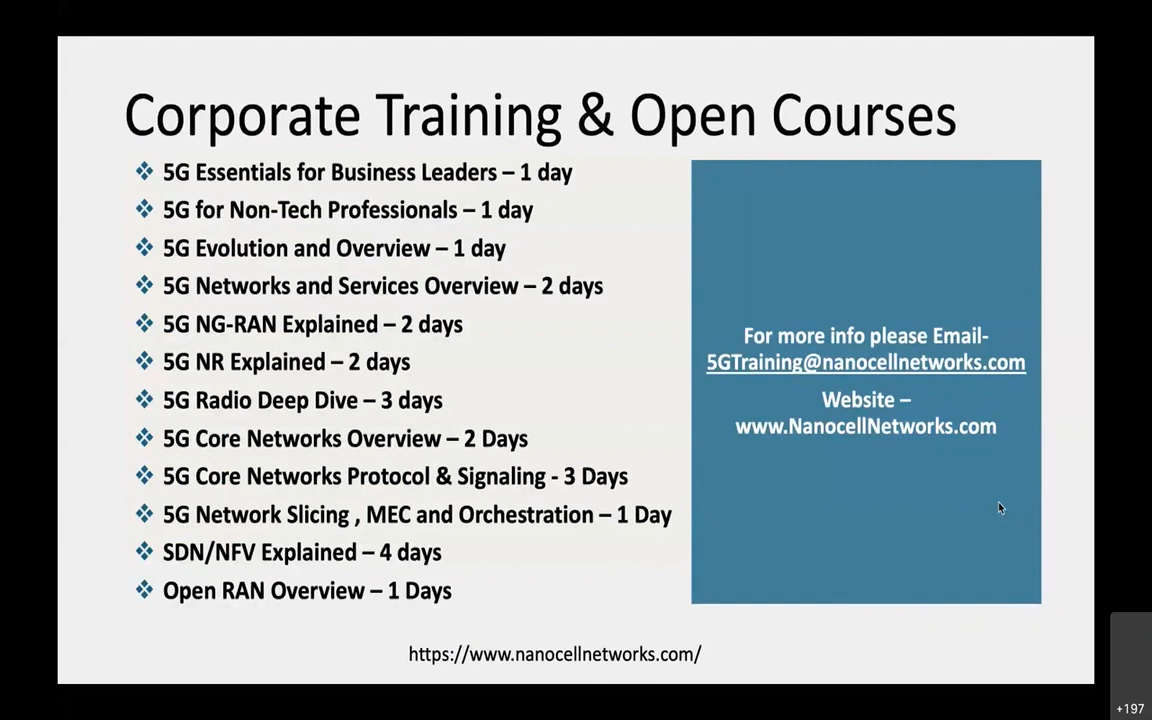 Corporate Training & Open Courses
5G Essentials for Business Leaders – 1 day
5G for Non-Tech Professionals – 1 day
5G Evolution and Overview – 1 day
5G Networks and Services Overview – 2 days
5G NG-RAN Explained – 2 days
5G NR Explained – 2 days
5G Radio Deep Dive – 3 days
5G Core Networks Overview – 2 Days
5G Core Networks Protocol & Signaling - 3 Days
5G Network Slicing , MEC and Orchestration – 1 Day
SDN/NFV Explained – 4 days
Open RAN Overview – 1 Days
For more info please Email-
5GTraining@nanocellnetworks.com
Website –
www.NanocellNetworks.com
https://www.nanocellnetworks.com/
+197